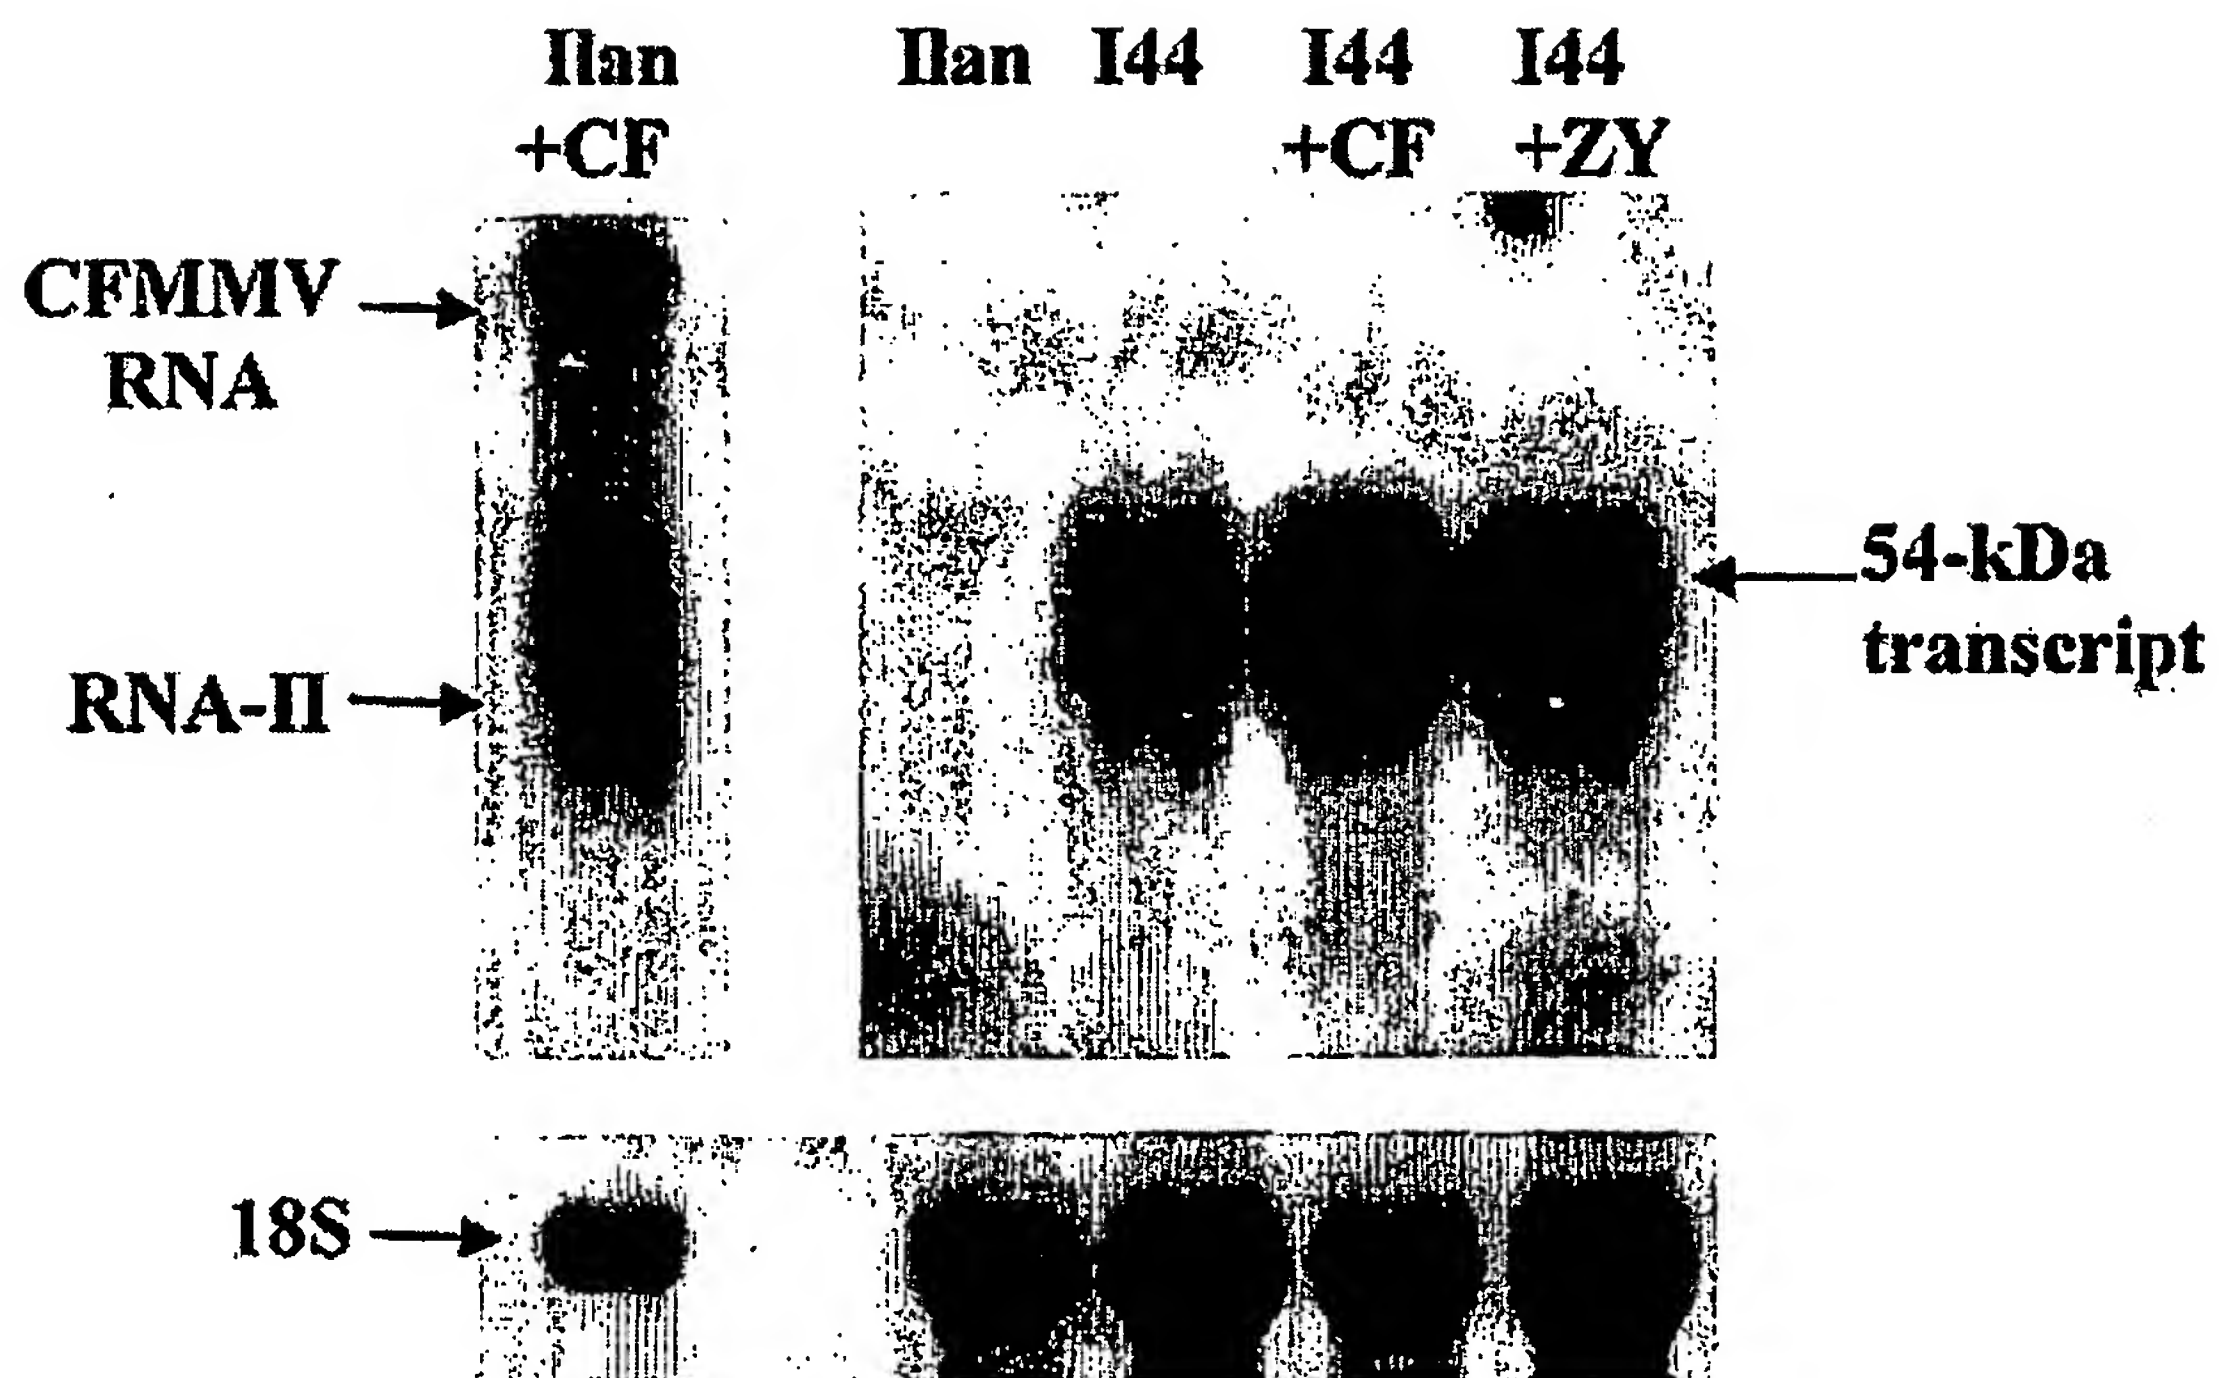 Ilan Ilan I44 I44 I44
+CF +CF +ZY
CFMMV
RNA
54-kDa
transcript
RNA-II
18S